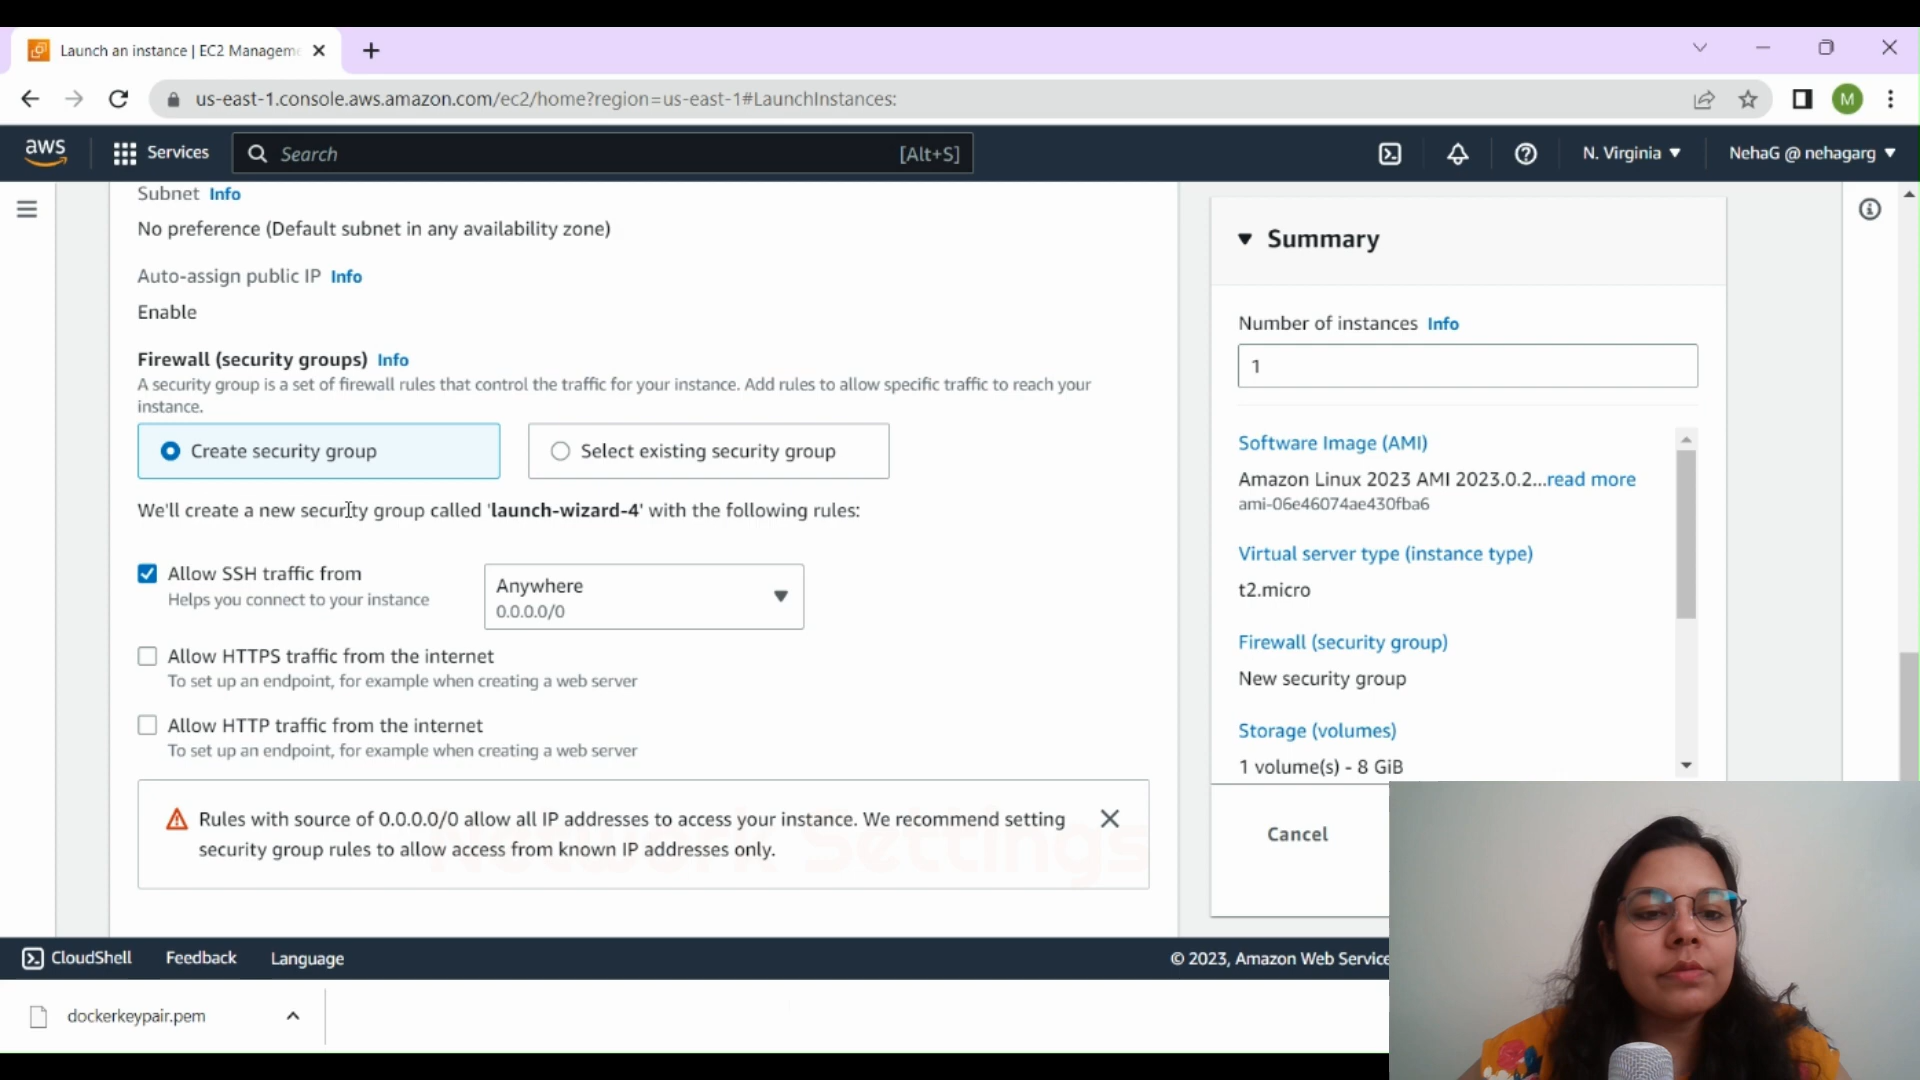 Launch an instance | EC2 Managem
us-east-1.console.aws.amazon.com/ec2/home?region=us-east-1#LaunchInstances:
M
aws
Services
Search
[Alt+S]
N. Virginia
NehaG @ nehagarg
Subnet Info
No preference (Default subnet in any availability zone)
Auto-assign public IP Info
Enable
Firewall (security groups) Info
A security group is a set of firewall rules that control the traffic for your instance. Add rules to allow specific traffic to reach your
instance.
Create security group
Select existing security group
We'll create a new security group called 'launch-wizard-4' with the following rules:
Allow SSH traffic from
Helps you connect to your instance
Anywhere
0.0.0.0/0
Allow HTTPS traffic from the internet
To set up an endpoint, for example when creating a web server
Allow HTTP traffic from the internet
To set up an endpoint, for example when creating a web server
Rules with source of 0.0.0.0/0 allow all IP addresses to access your instance. We recommend setting
security group rules to allow access from known IP addresses only.
Network Settings
Summary
Number of instances Info
1
Software Image (AMI)
Amazon Linux 2023 AMI 2023.0.2...read more
ami-06e46074ae430fba6
Virtual server type (instance type)
t2.micro
Firewall (security group)
New security group
Storage (volumes)
1 volume(s) - 8 GiB
Cancel
CloudShell
Feedback
Language
© 2023, Amazon Web Service
dockerkeypair.pem